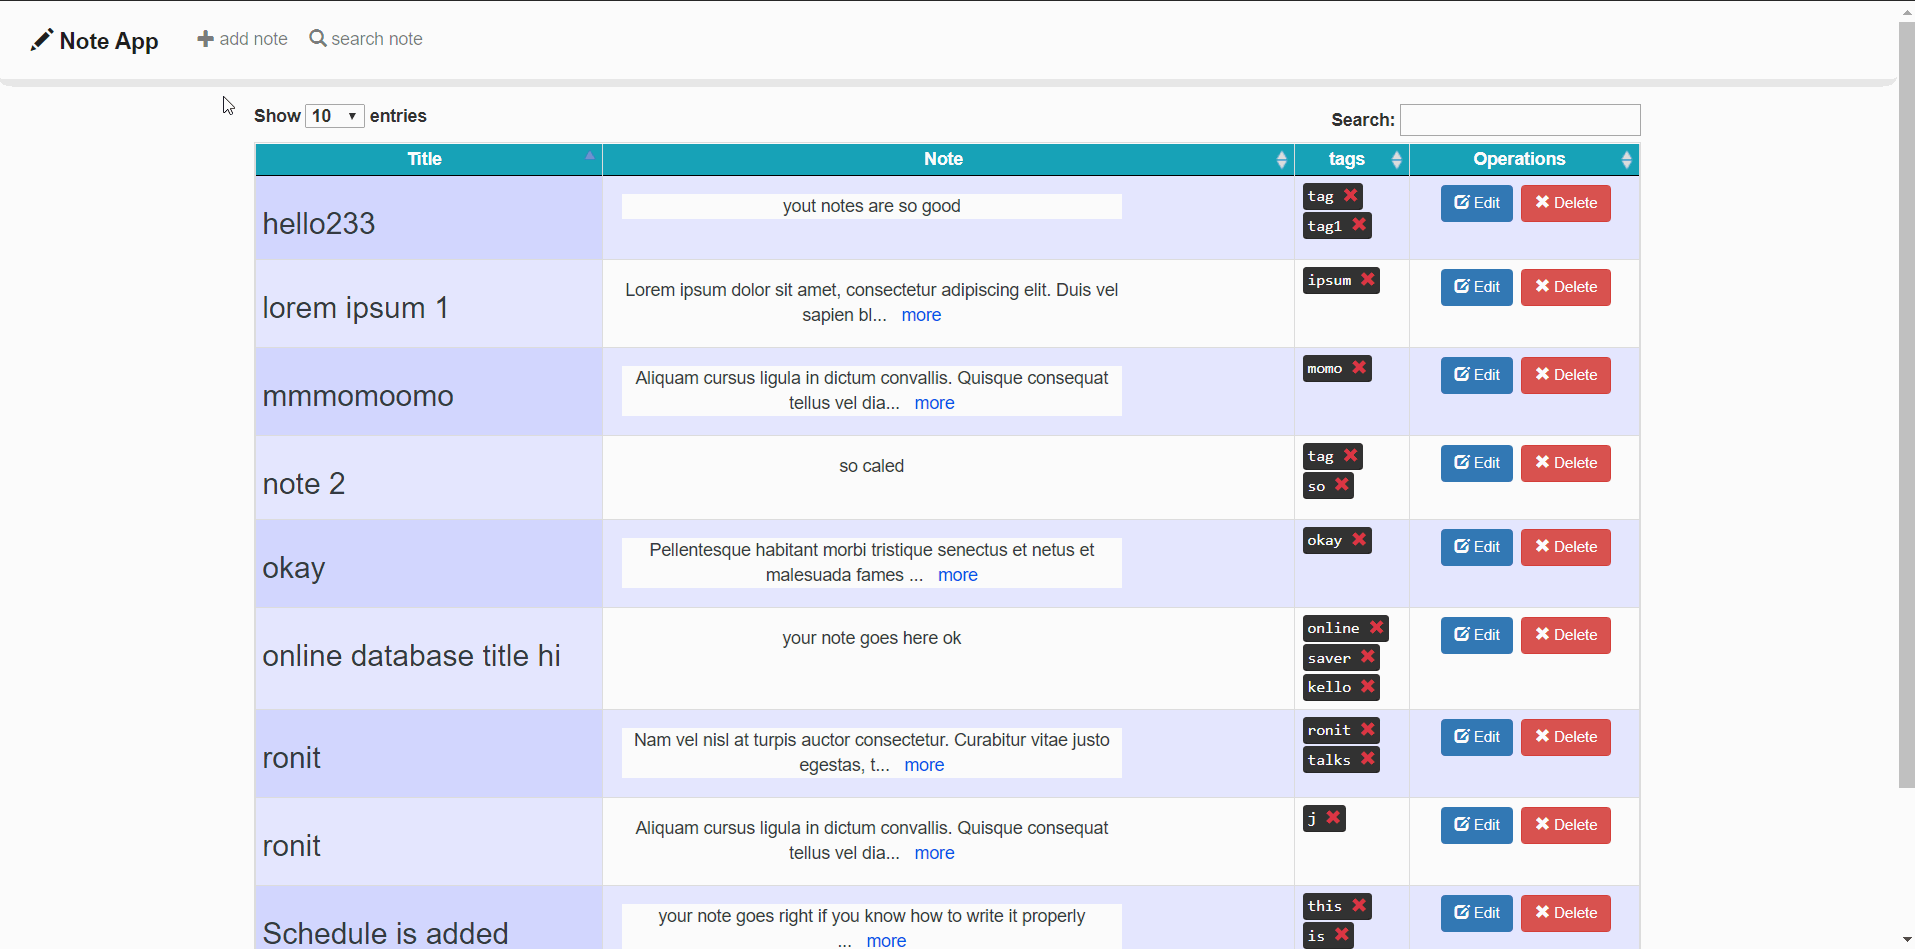 Note App add note search note
Show 10 entries Search:
Title Note tags Operations
hello233
yout notes are so good
tag
tag1
Edit Delete
lorem ipsum 1
Lorem ipsum dolor sit amet, consectetur adipiscing elit. Duis vel
sapien bl... more
ipsum
Edit Delete
mmmomoomo
Aliquam cursus ligula in dictum convallis. Quisque consequat
tellus vel dia... more
momo
Edit Delete
note 2
so caled
tag
so
Edit Delete
okay
Pellentesque habitant morbi tristique senectus et netus et
malesuada fames ... more
okay
Edit Delete
online database title hi
your note goes here ok
online
saver
kello
Edit Delete
ronit
Nam vel nisl at turpis auctor consectetur. Curabitur vitae justo
egestas, t... more
ronit
talks
Edit Delete
ronit
Aliquam cursus ligula in dictum convallis. Quisque consequat
tellus vel dia... more
j
Edit Delete
Schedule is added
your note goes right if you know how to write it properly
... more
this
is
Edit Delete